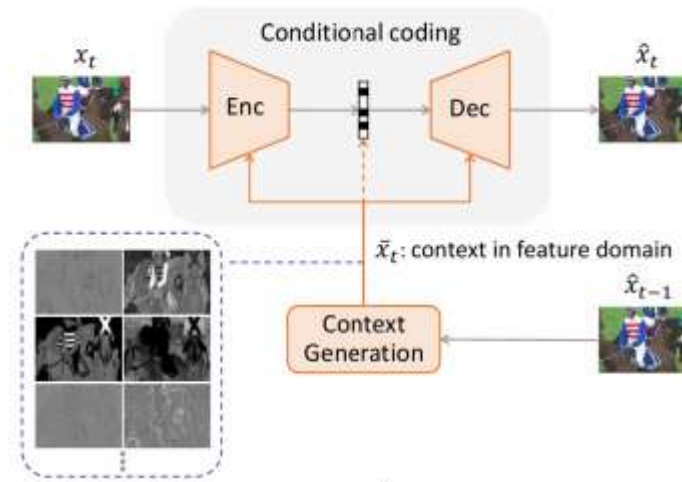 Conditional coding
x_t
x̂_t
Enc
Dec
x̄_t: context in feature domain
x̂_{t-1}
Context
Generation